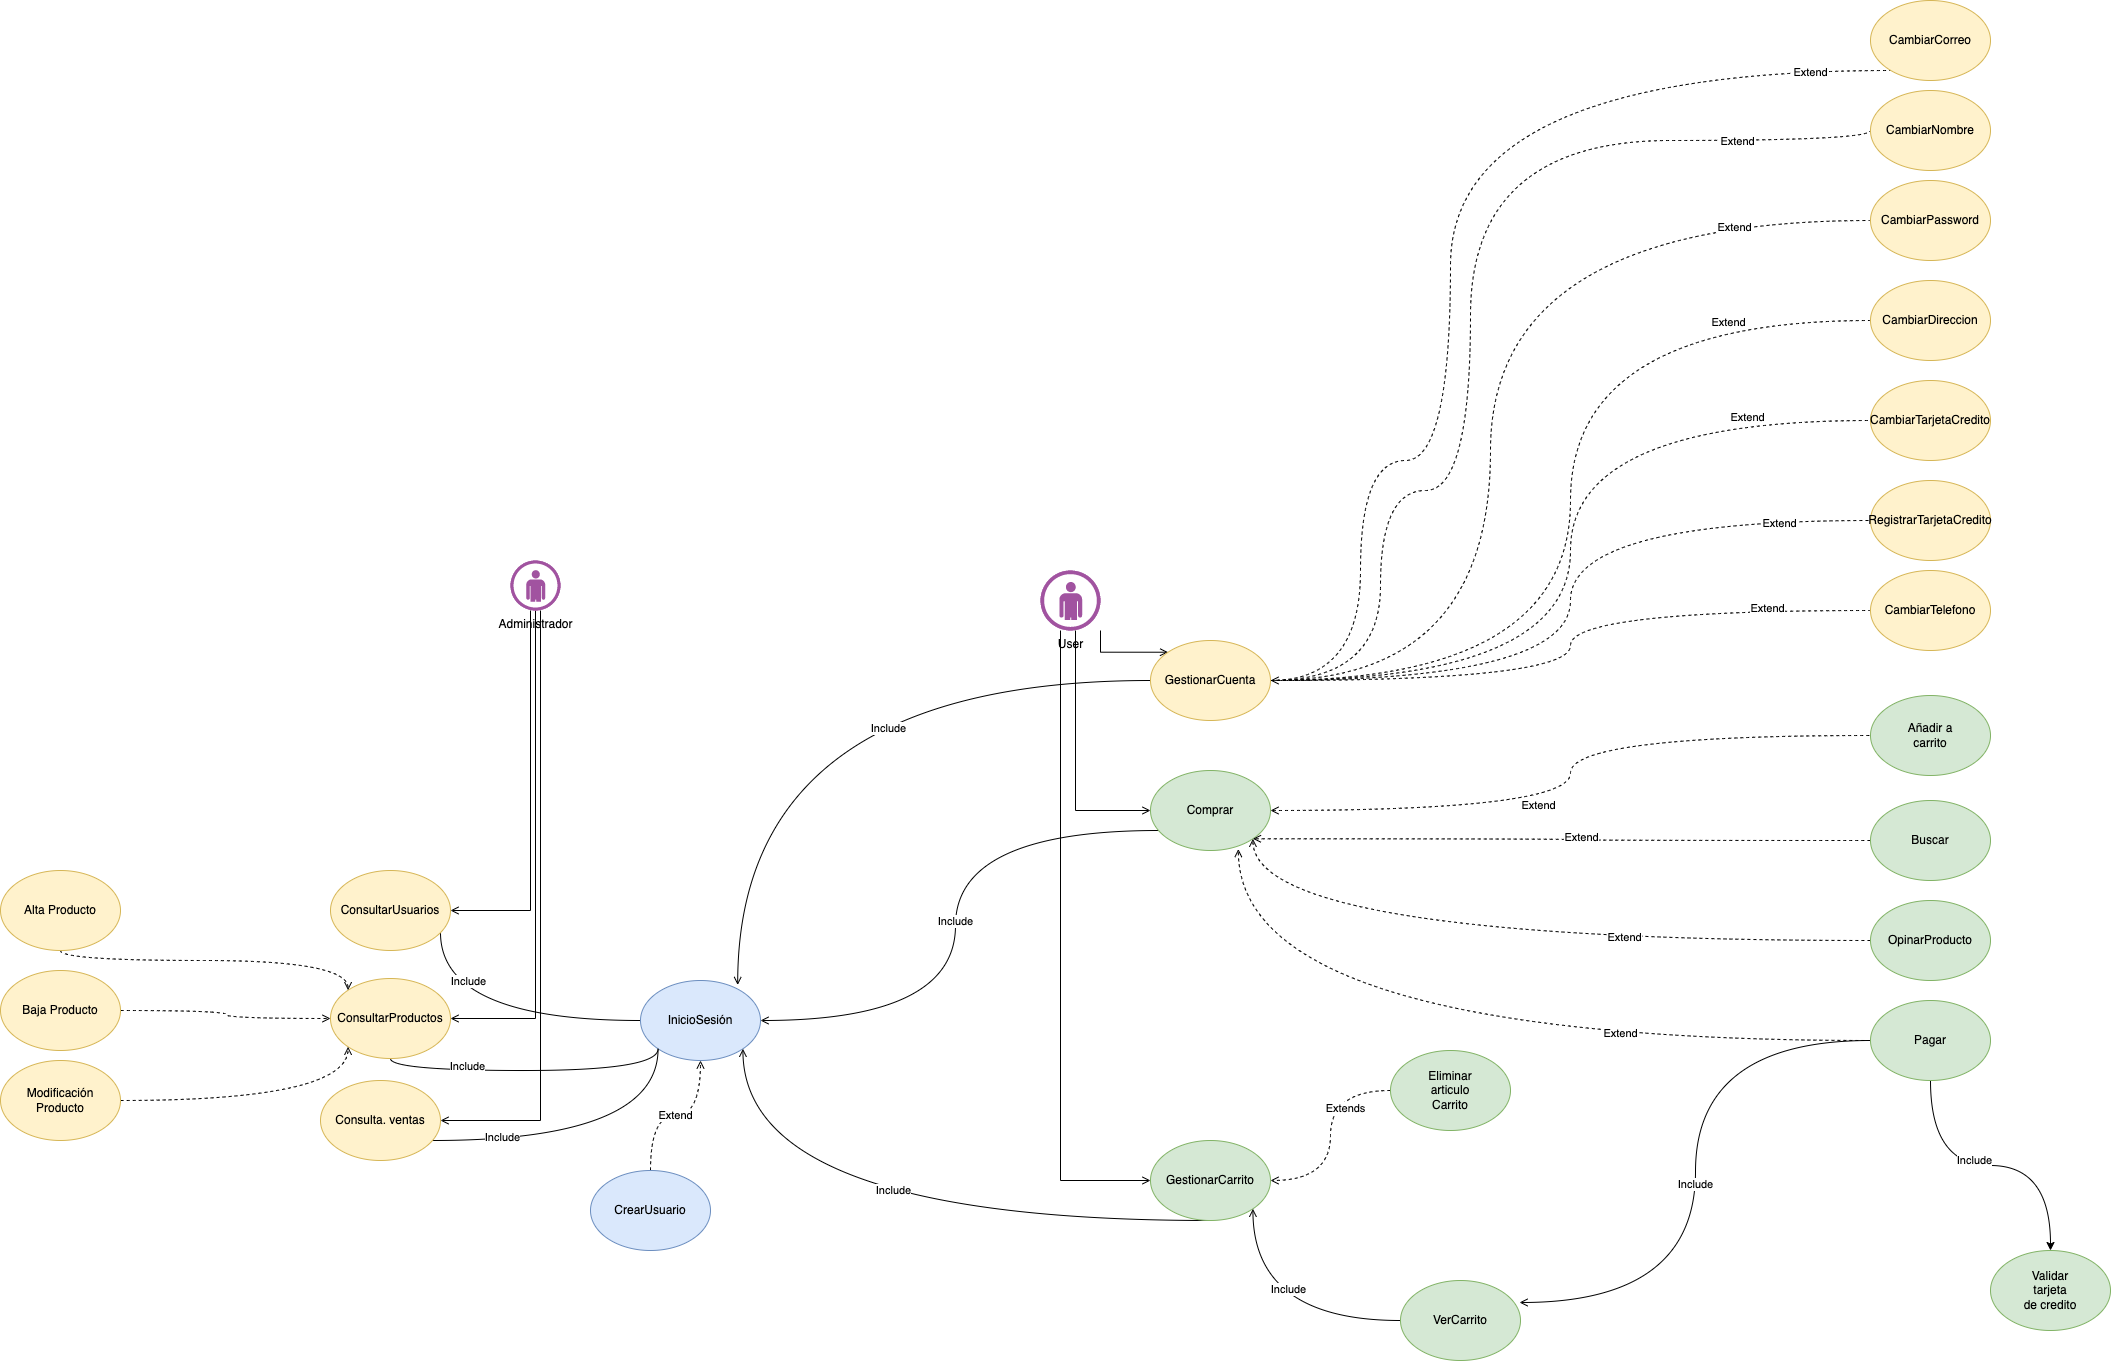 CambiarCorreo
Extend
CambiarNombre
Extend
CambiarPassword
Extend
CambiarDireccion
Extend
CambiarTarjetaCredito
Extend
RegistrarTarjetaCredito
Extend
CambiarTelefono
Extend
Administrador
User
GestionarCuenta
Include
Añadir a
carrito
Extend
Comprar
Buscar
Extend
OpinarProducto
Extend
Include
Pagar
Extend
Alta Producto
ConsultarUsuarios
Include
Baja Producto
ConsultarProductos
InicioSesión
Include
Modificación
Producto
Consulta. ventas
Include
Extend
CrearUsuario
Eliminar
articulo
Carrito
Extends
GestionarCarrito
Include
Include
Include
Include
VerCarrito
Validar
tarjeta
de credito